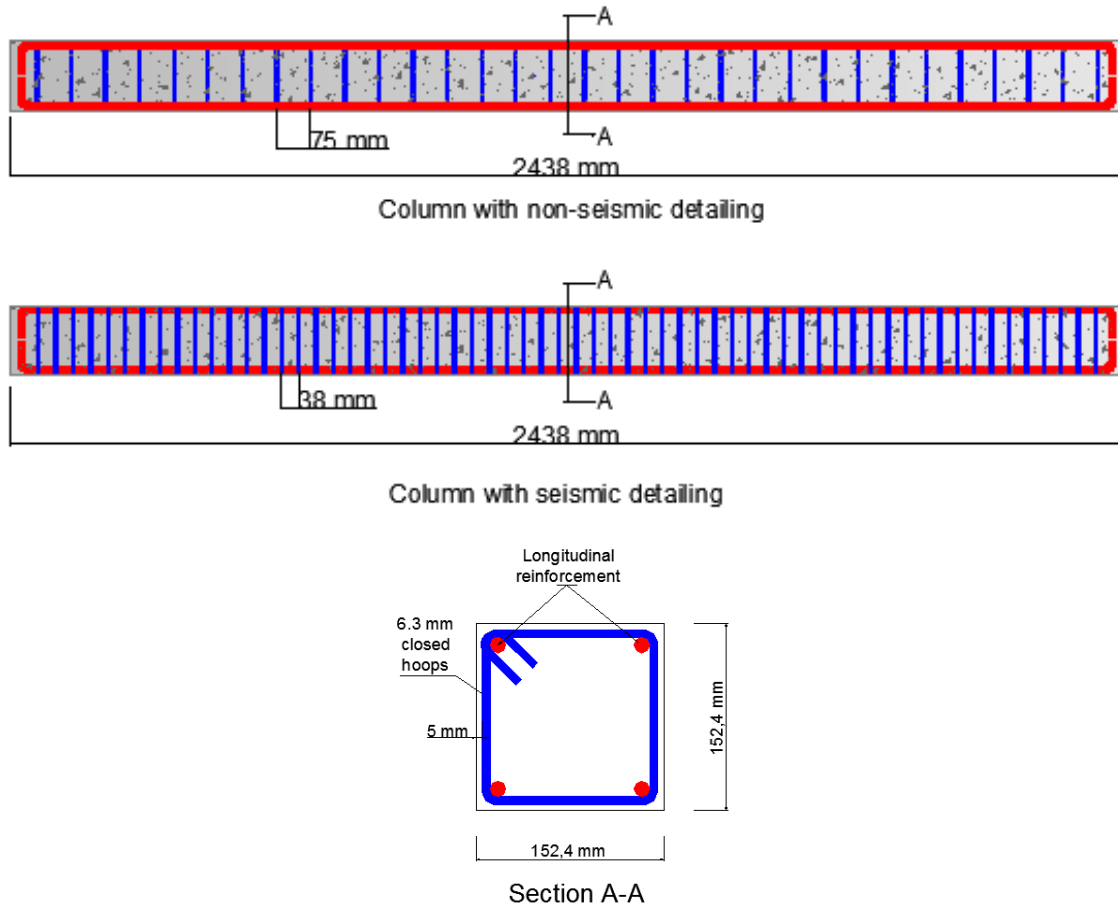 A
A
75 mm
2438 mm
Column with non-seismic detailing
A
A
38 mm
2438 mm
Column with seismic detailing
Longitudinal
reinforcement
6.3 mm
closed
hoops
5 mm
152,4 mm
152,4 mm
Section A-A